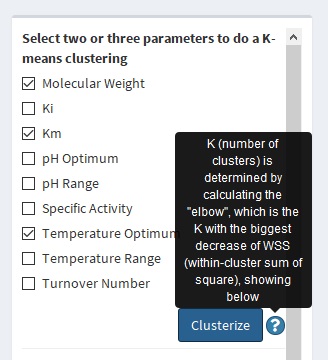 Select two or three parameters to do a K-
means clustering
Molecular Weight
Ki
Km
pH Optimum
pH Range
Specific Activity
Temperature Optimum
Temperature Range
Turnover Number
K (number of
clusters) is
determined by
calculating the
"elbow", which is the
K with the biggest
decrease of WSS
(within-cluster sum of
square), showing
below
Clusterize
?